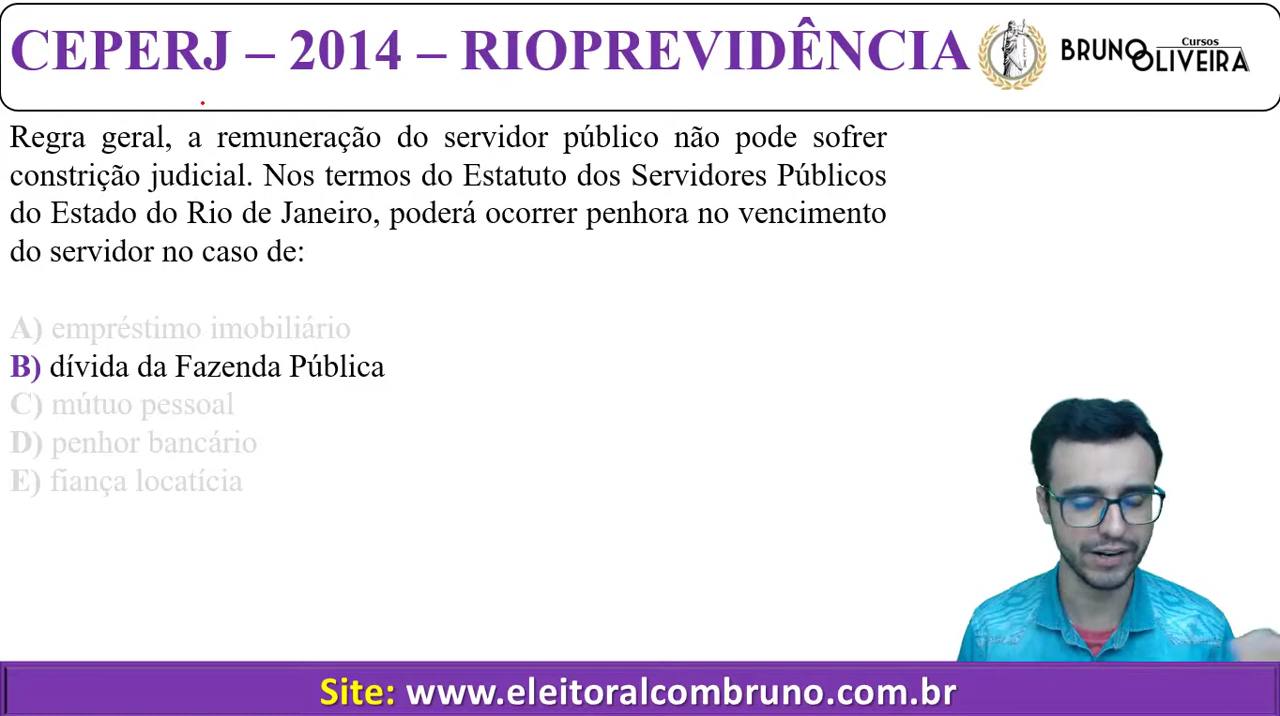 CEPERJ – 2014 – RIOPREVIDÊNCIA
Cursos
BRUNO
OLIVEIRA
Regra geral, a remuneração do servidor público não pode sofrer
constrição judicial. Nos termos do Estatuto dos Servidores Públicos
do Estado do Rio de Janeiro, poderá ocorrer penhora no vencimento
do servidor no caso de:
A) empréstimo imobiliário
B) dívida da Fazenda Pública
C) mútuo pessoal
D) penhor bancário
E) fiança locatícia
Site: www.eleitoralcombruno.com.br